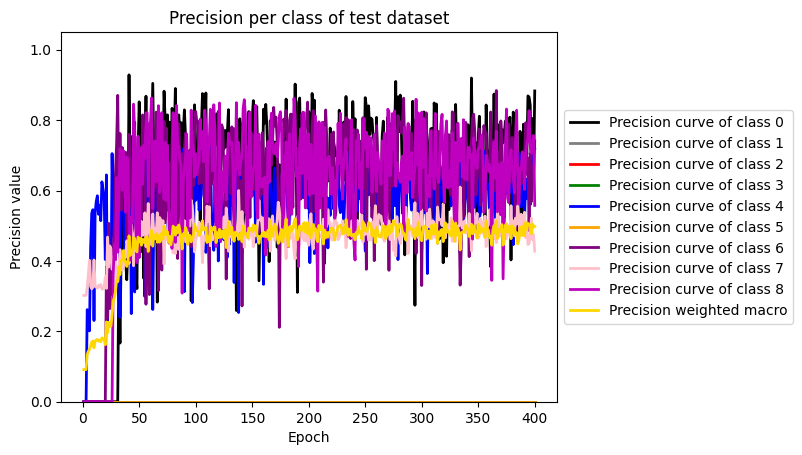 Precision per class of test dataset
1.0
0.8
0.6
0.4
0.2
0.0
Precision value
0 50 100 150 200 250 300 350 400
Epoch
Precision curve of class 0
Precision curve of class 1
Precision curve of class 2
Precision curve of class 3
Precision curve of class 4
Precision curve of class 5
Precision curve of class 6
Precision curve of class 7
Precision curve of class 8
Precision weighted macro